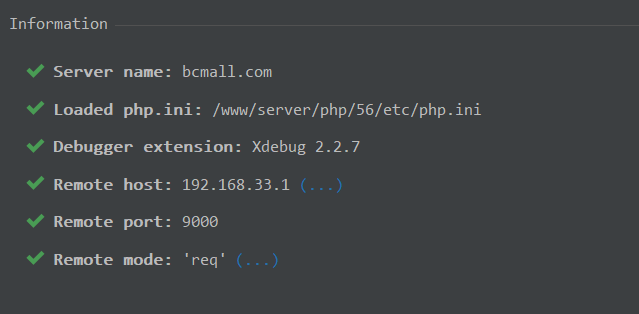 Information
Server name: bcmall.com
Loaded php.ini: /www/server/php/56/etc/php.ini
Debugger extension: Xdebug 2.2.7
Remote host: 192.168.33.1 (...)
Remote port: 9000
Remote mode: 'req' (...)